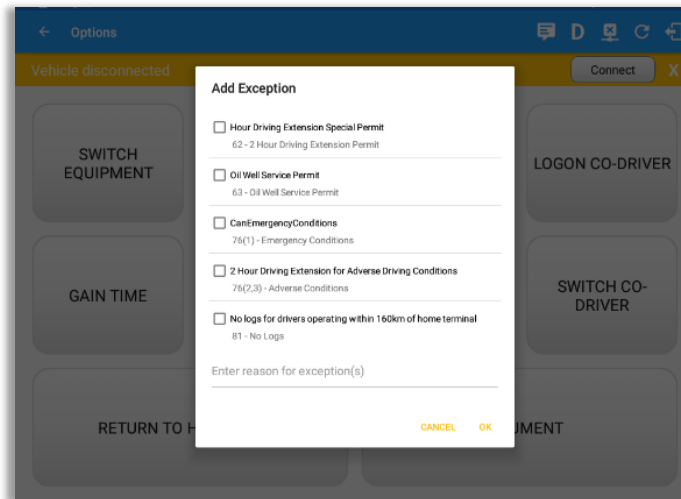 Options
D
Vehicle disconnected
Connect
X
Add Exception
Hour Driving Extension Special Permit
62 - 2 Hour Driving Extension Permit
Oil Well Service Permit
63 - Oil Well Service Permit
CanEmergencyConditions
76(1) - Emergency Conditions
2 Hour Driving Extension for Adverse Driving Conditions
76(2,3) - Adverse Conditions
No logs for drivers operating within 160km of home terminal
81 - No Logs
Enter reason for exception(s)
CANCEL
OK
SWITCH
EQUIPMENT
LOGON CO-DRIVER
GAIN TIME
SWITCH CO-
DRIVER
RETURN TO H
UMENT